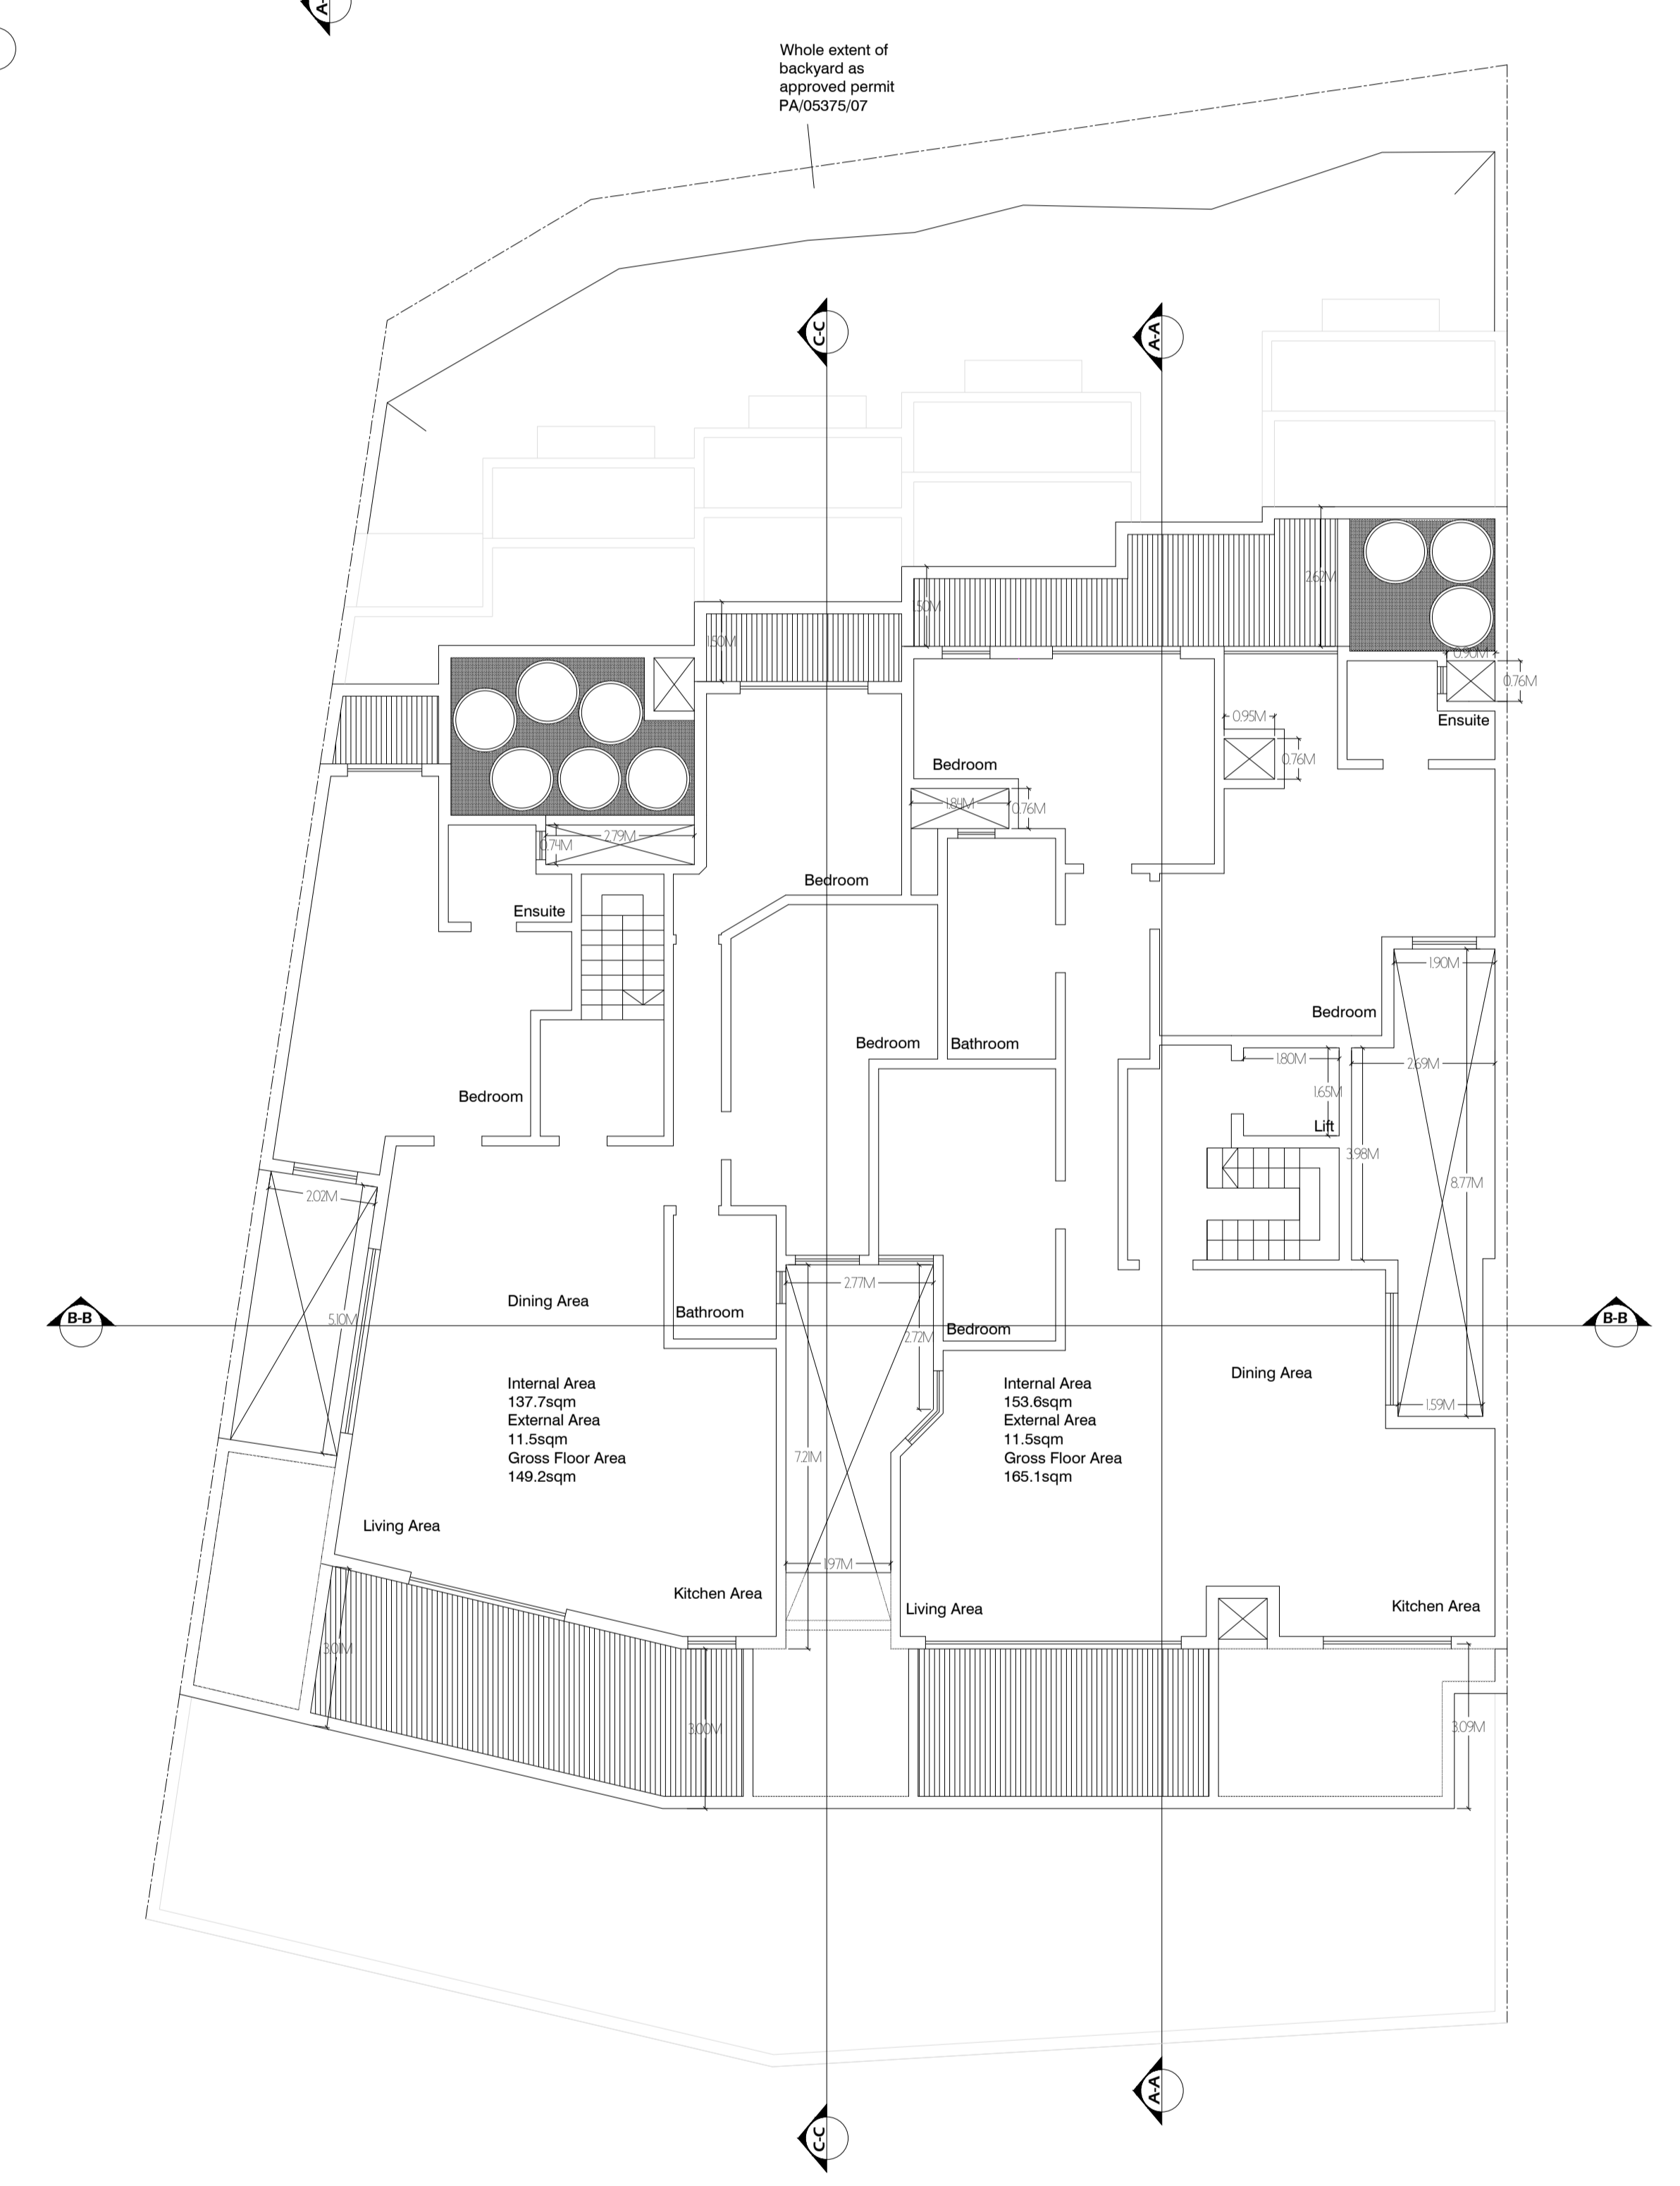 A-
Whole extent of
backyard as
approved permit
PA/05375/07
C-C
A-A
2.62M
1.50M
1.50M
0.90M
0.76M
Ensuite
0.95M
0.76M
Bedroom
1.84M
0.76M
2.79M
0.74M
Bedroom
Ensuite
1.90M
Bedroom
Bedroom
Bathroom
1.80M
2.69M
1.65M
Bedroom
Lift
3.98M
8.77M
2.02M
2.77M
Dining Area
Bathroom
5.10M
B-B
2.72M
Bedroom
B-B
Dining Area
Internal Area
137.7sqm
External Area
11.5sqm
Gross Floor Area
149.2sqm
Internal Area
153.6sqm
External Area
11.5sqm
Gross Floor Area
165.1sqm
1.59M
7.21M
Living Area
1.97M
Kitchen Area
Living Area
Kitchen Area
3.01M
3.00M
3.09M
A-A
C-C